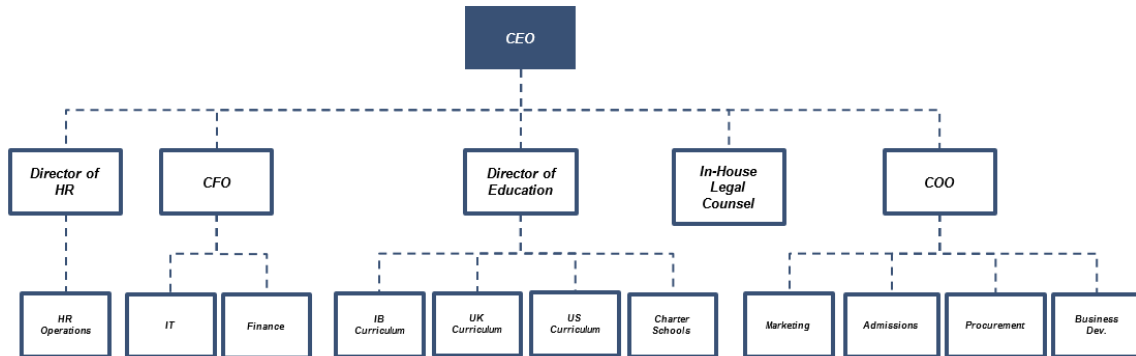 CEO
Director of
HR
CFO
Director of
Education
In-House
Legal
Counsel
COO
HR
Operations
IT
Finance
IB
Curriculum
UK
Curriculum
US
Curriculum
Charter
Schools
Marketing
Admissions
Procurement
Business
Dev.